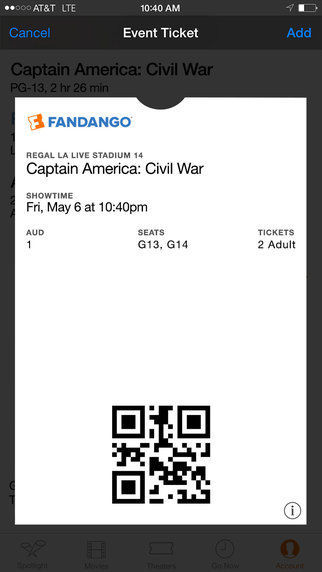 AT&T LTE 10:40 AM
Cancel Event Ticket Add
Captain America: Civil War
PG-13, 2 hr 26 min
FANDANGO
REGAL LA LIVE STADIUM 14
Captain America: Civil War
SHOWTIME
Fri, May 6 at 10:40pm
AUD SEATS TICKETS
1 G13, G14 2 Adult
Spotlight Movies Theaters Go Now Account